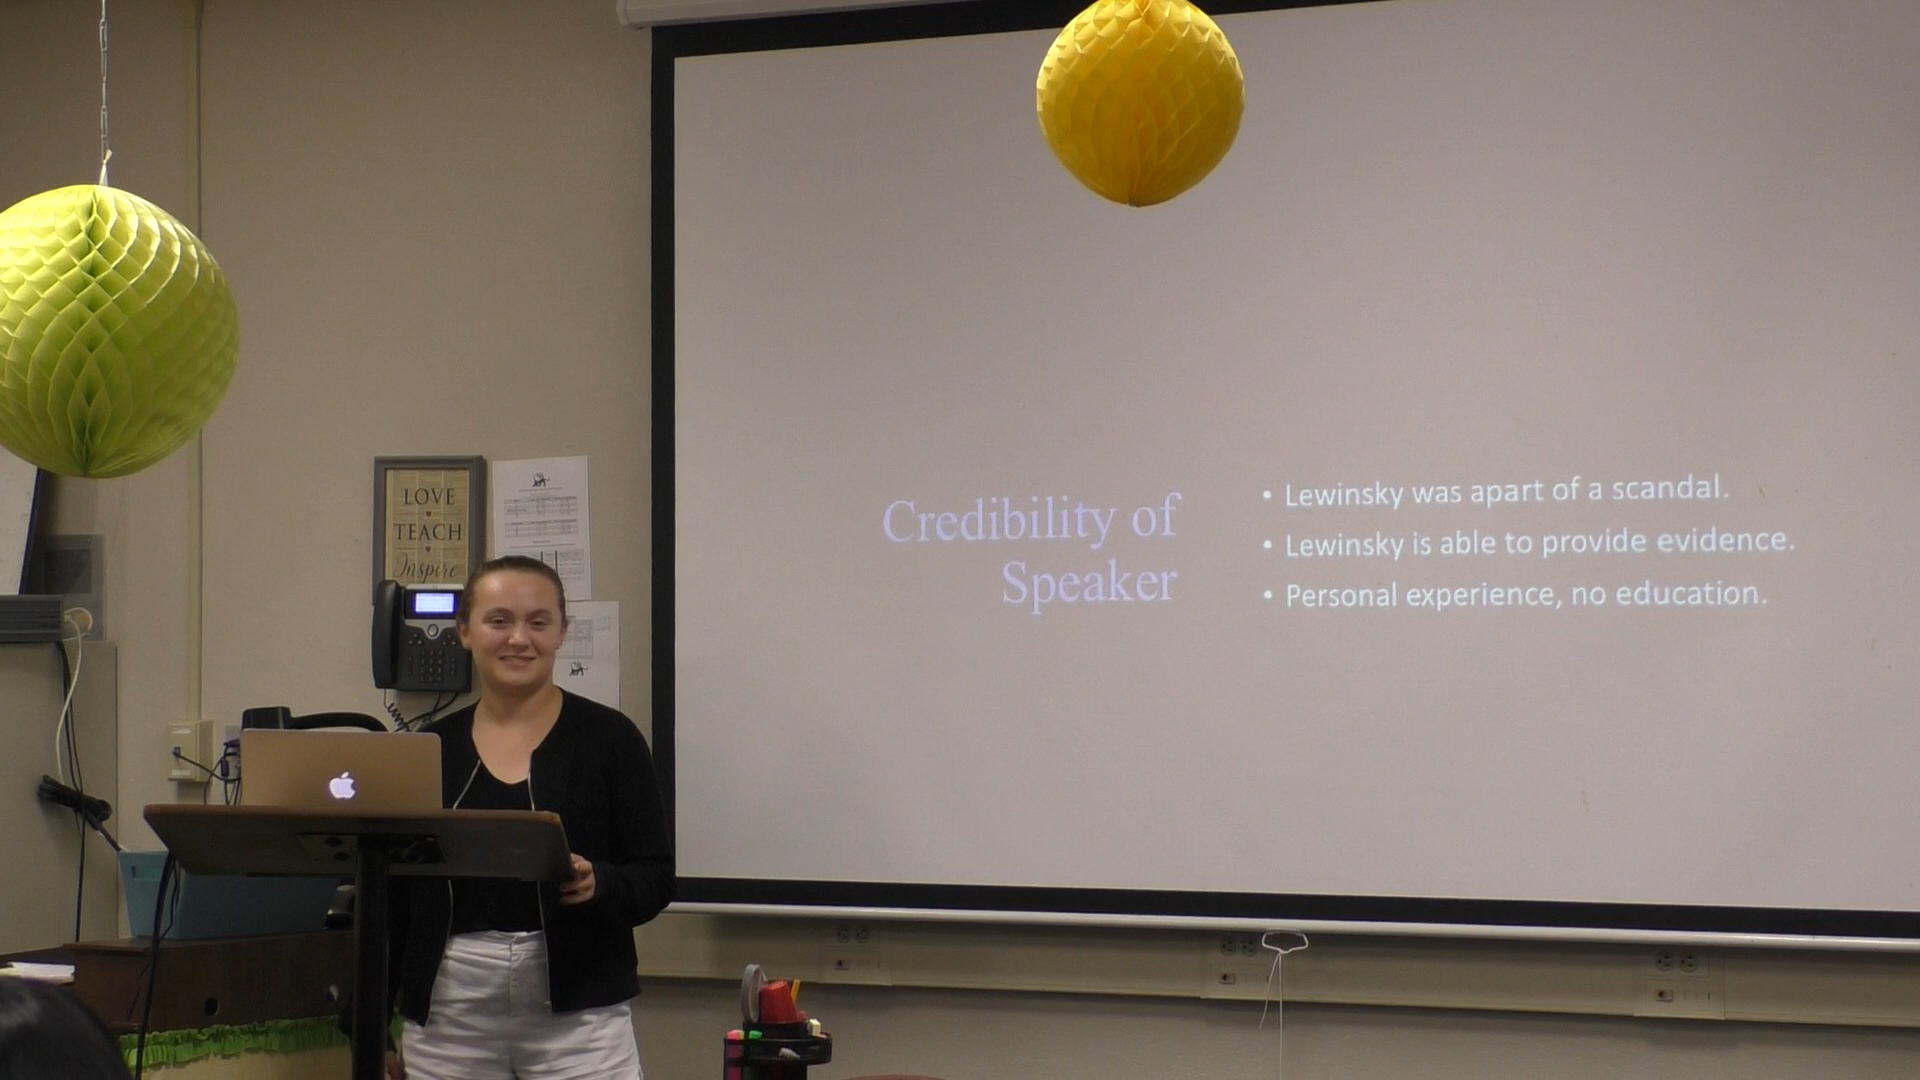 LOVE
TEACH
Inspire
Credibility of
Speaker
• Lewinsky was apart of a scandal.
• Lewinsky is able to provide evidence.
• Personal experience, no education.